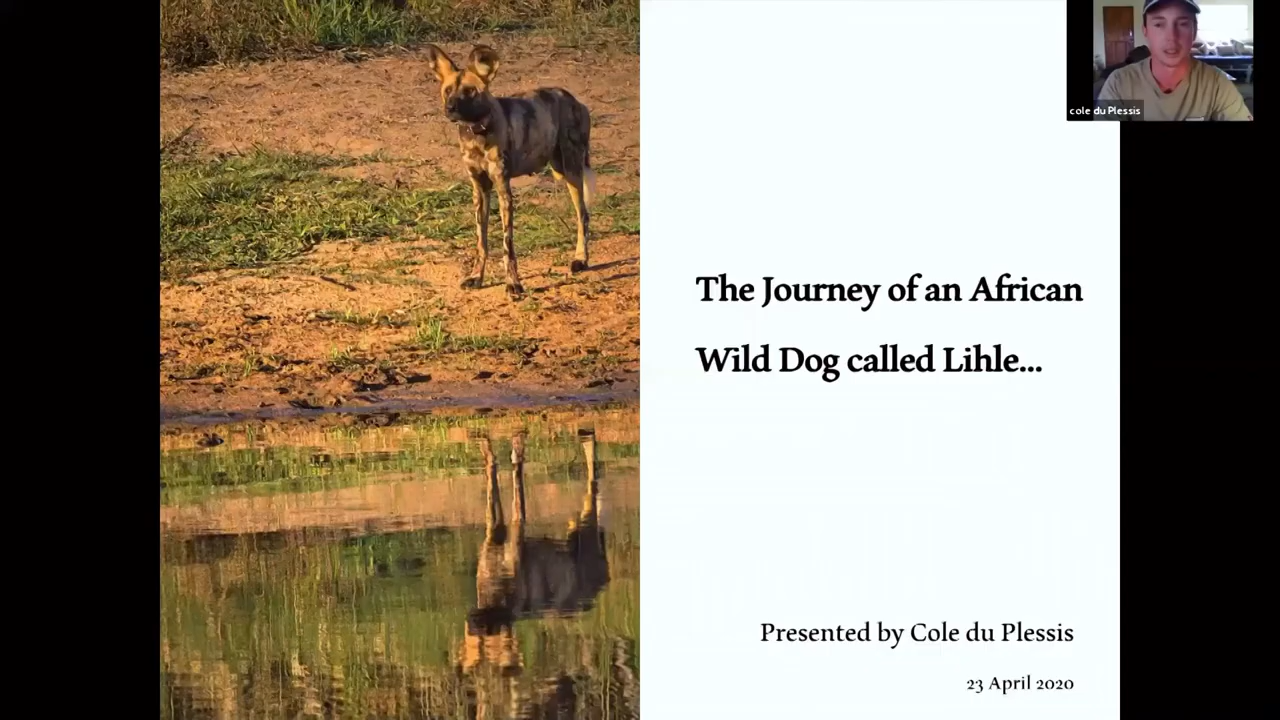 cole du Plessis
The Journey of an African
Wild Dog called Lihle...
Presented by Cole du Plessis
23 April 2020